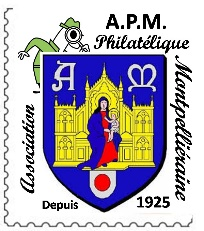 A.P.M.
Philatélique
Association
Montpelliéraine
A M
Depuis 1925